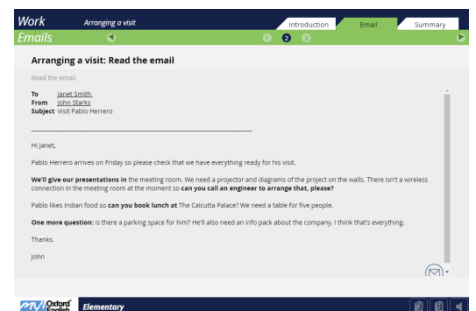 Work
Arranging a visit
Introduction
Email
Summary
Emails
1 2 3
Arranging a visit: Read the email
Read the email.
To Janet Smith
From John Starks
Subject Visit Pablo Herrero
Hi Janet,
Pablo Herrero arrives on Friday so please check that we have everything ready for his visit.
We'll give our presentations in the meeting room. We need a projector and diagrams of the project on the walls. There isn't a wireless
connection in the meeting room at the moment so can you call an engineer to arrange that, please?
Pablo likes Indian food so can you book lunch at The Calcutta Palace? We need a table for five people.
One more question: is there a parking space for him? He'll also need an info pack about the company. I think that's everything.
Thanks.
John
My Oxford English
Elementary